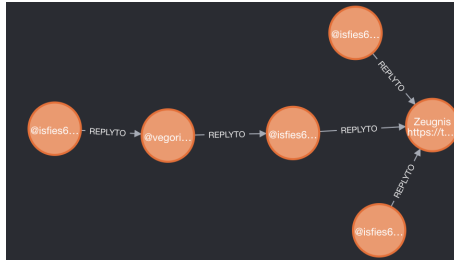 @isfies6…
REPLYTO
@isfies6…
REPLYTO
@vegori…
REPLYTO
@isfies6…
REPLYTO
Zeugnis
https://t…
REPLYTO
@isfies6…